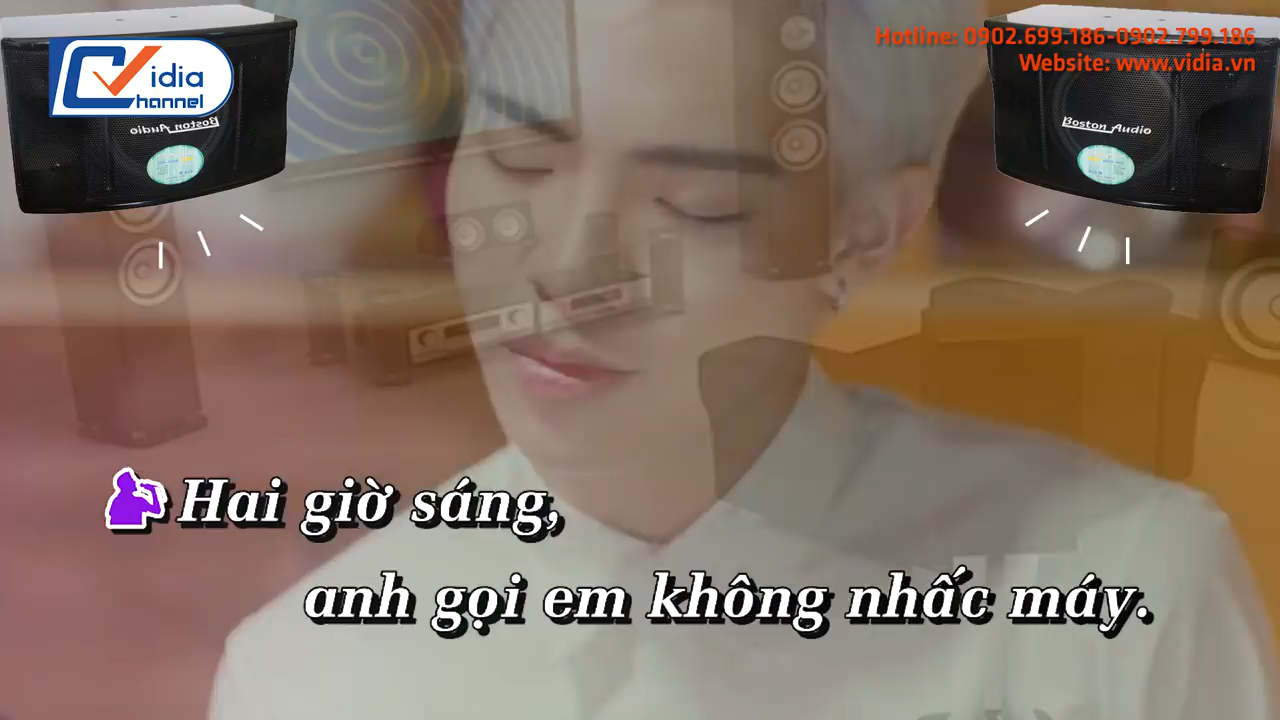 Hotline: 0902.699.186-0902.799.186
Website: www.vidia.vn
Vidia
Channel
Boston Audio
Boston Audio
Hai giờ sáng,
anh gọi em không nhấc máy.